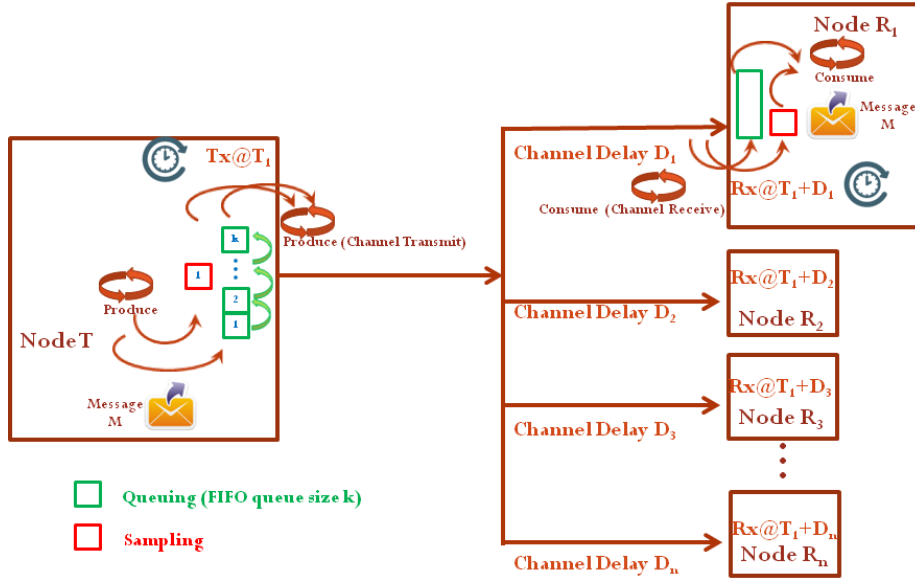 Node R₁
Consume
Message
M
Channel Delay D₁
Rx@T₁+D₁
Consume (Channel Receive)
Tx@T₁
Produce (Channel Transmit)
k
1
2
1
Produce
Node T
Message
M
Rx@T₁+D₂
Channel Delay D₂
Node R₂
Rx@T₁+D₃
Channel Delay D₃
Node R₃
Queuing (FIFO queue size k)
Sampling
Rx@T₁+Dₙ
Channel Delay Dₙ
Node Rₙ